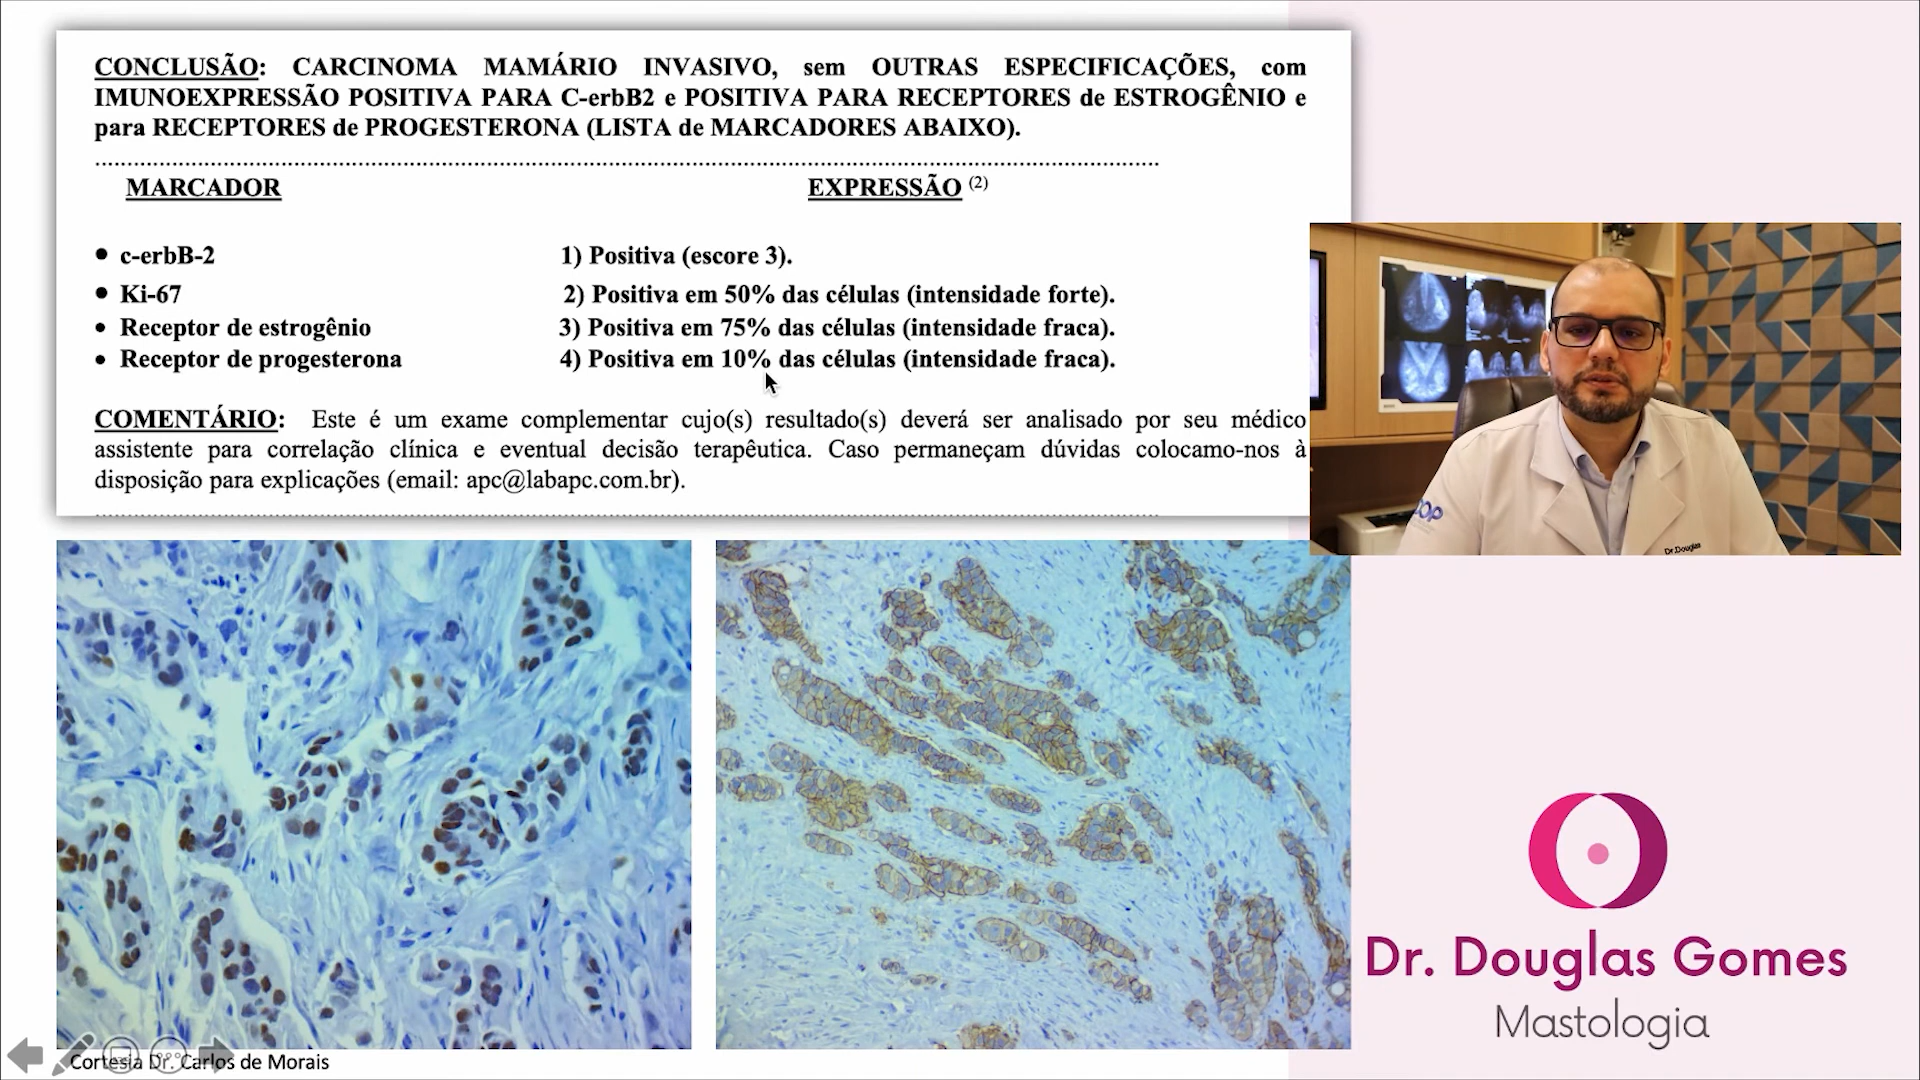 CONCLUSÃO: CARCINOMA MAMÁRIO INVASIVO, sem OUTRAS ESPECIFICAÇÕES, com
IMUNOEXPRESSÃO POSITIVA PARA C-erbB2 e POSITIVA PARA RECEPTORES de ESTROGÊNIO e
para RECEPTORES de PROGESTERONA (LISTA de MARCADORES ABAIXO).
MARCADOR EXPRESSÃO (2)
• c-erbB-2 1) Positiva (escore 3).
• Ki-67 2) Positiva em 50% das células (intensidade forte).
• Receptor de estrogênio 3) Positiva em 75% das células (intensidade fraca).
• Receptor de progesterona 4) Positiva em 10% das células (intensidade fraca).
COMENTÁRIO: Este é um exame complementar cujo(s) resultado(s) deverá ser analisado por seu médico
assistente para correlação clínica e eventual decisão terapêutica. Caso permaneçam dúvidas colocamo-nos à
disposição para explicações (email: apc@labapc.com.br).
Dr.Douglas
Dr. Douglas Gomes
Mastologia
Cortesia Dr. Carlos de Morais